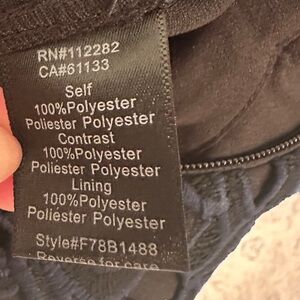 RN#112282
CA#61133
Self
100%Polyester
Poliester Polyester
Contrast
100%Polyester
Poliester Polyester
Lining
100%Polyester
Poliéster Polyester
Style#F78B1488
Reverse for care